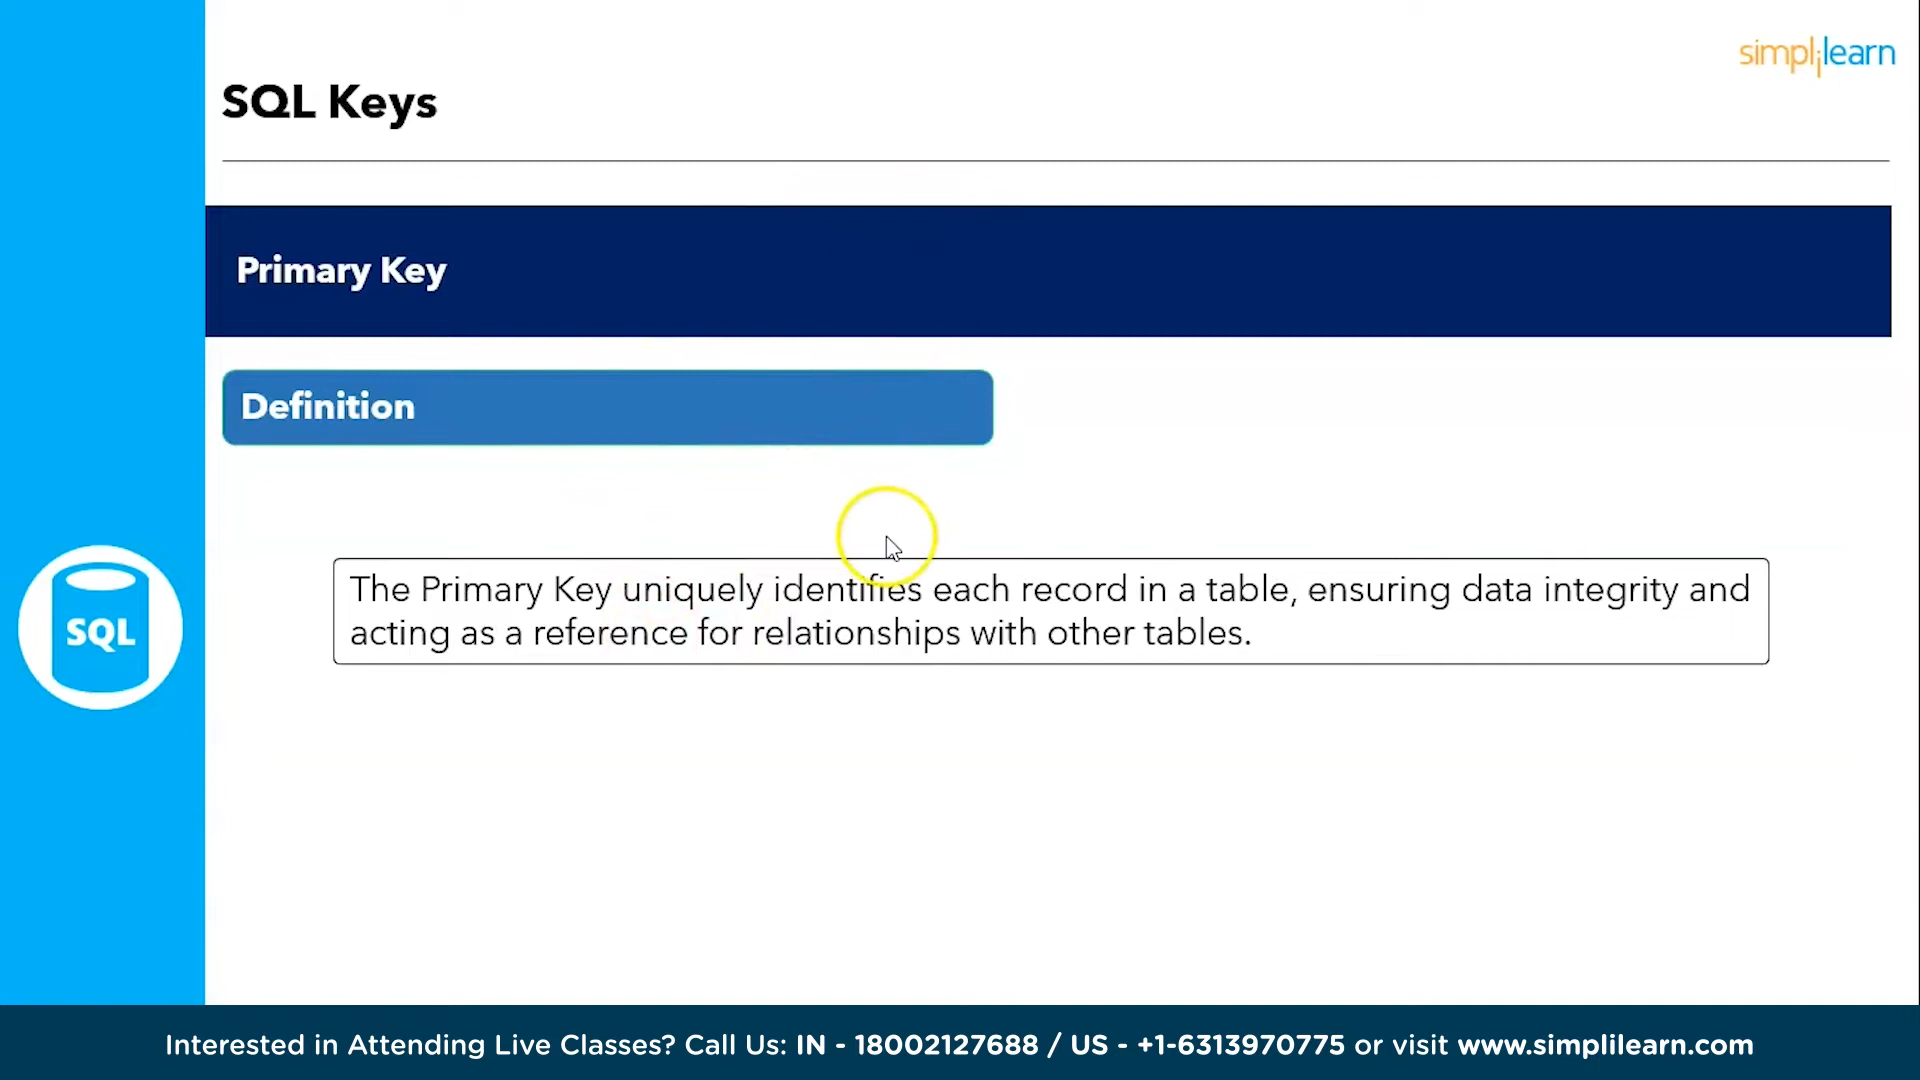 simplilearn
SQL Keys
Primary Key
Definition
The Primary Key uniquely identifies each record in a table, ensuring data integrity and
acting as a reference for relationships with other tables.
SQL
Interested in Attending Live Classes? Call Us: IN - 18002127688 / US - +1-6313970775 or visit www.simplilearn.com